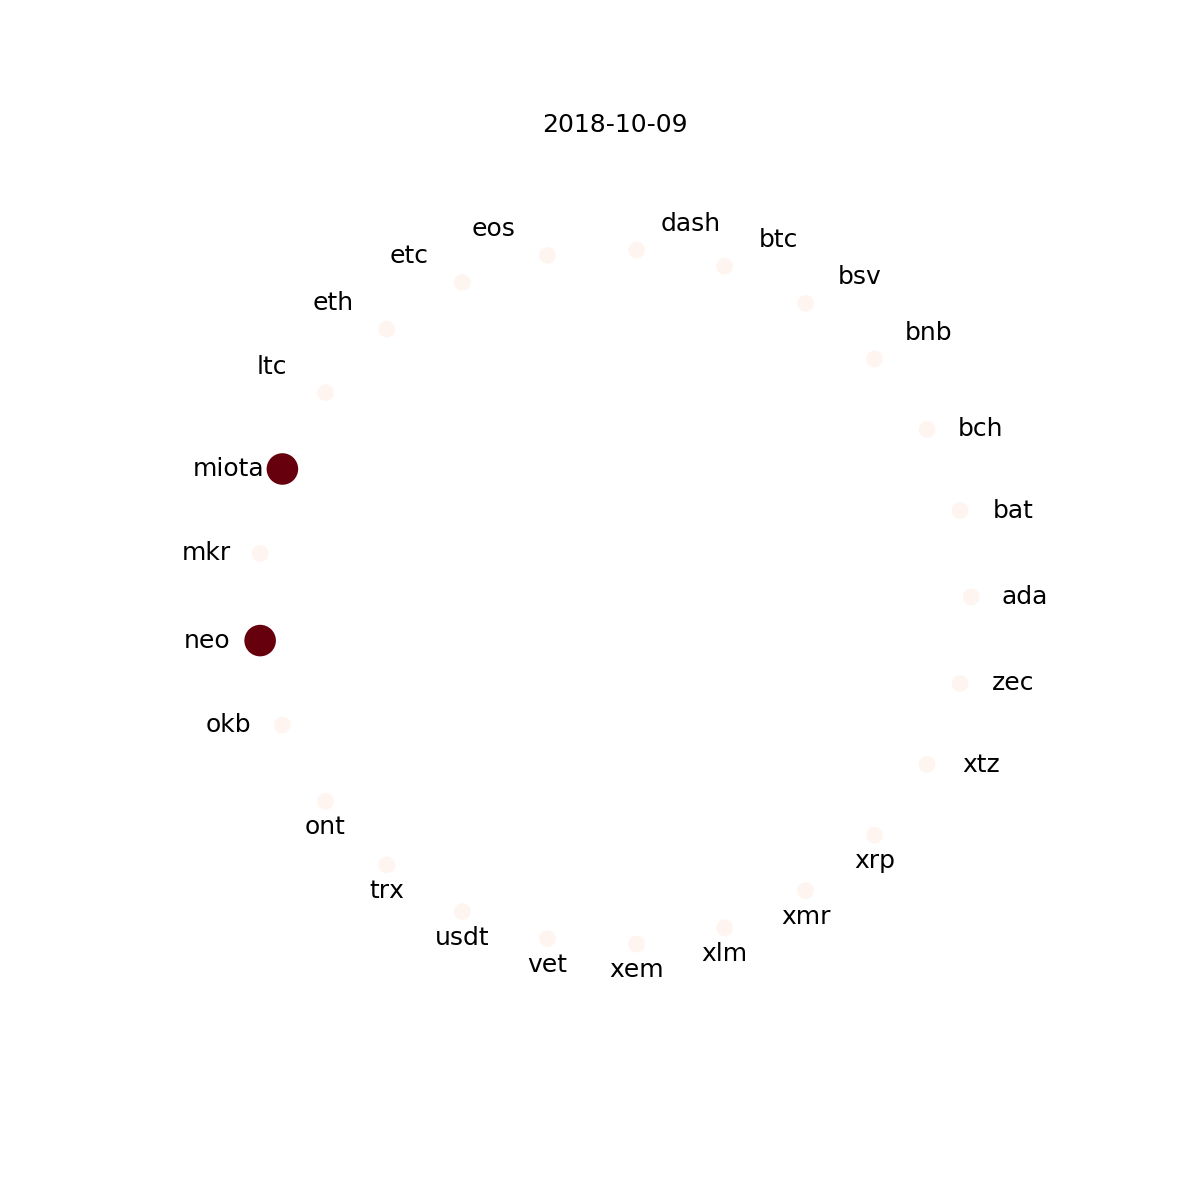 2018-10-09
dash
eos
btc
etc
bsv
eth
bnb
ltc
bch
miota
bat
mkr
ada
neo
zec
okb
xtz
ont
xrp
trx
xmr
usdt
xlm
vet
xem